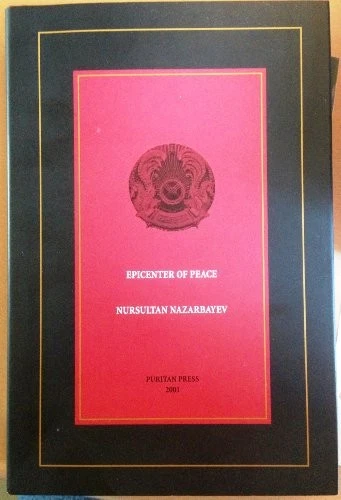 EPICENTER OF PEACE
NURSULTAN NAZARBAYEV
PURITAN PRESS
2001